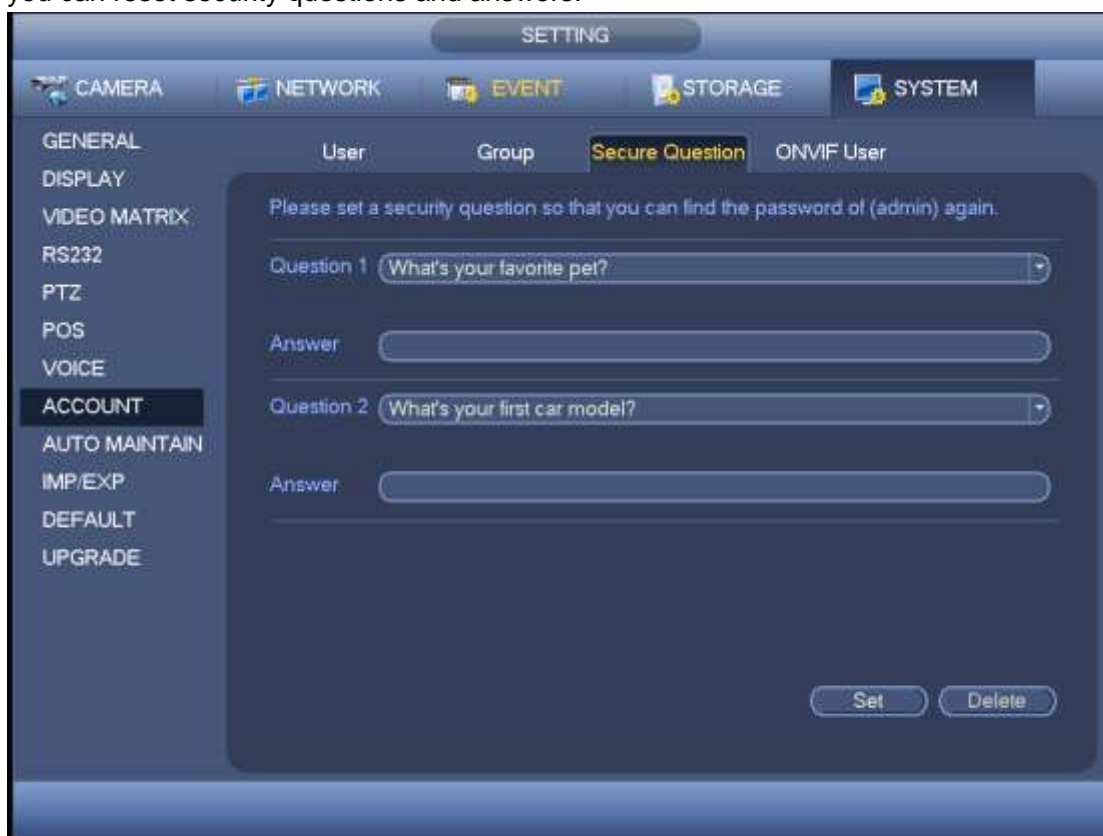 you can reset security questions and answers.
SETTING
CAMERA NETWORK EVENT STORAGE SYSTEM
GENERAL
DISPLAY
VIDEO MATRIX
RS232
PTZ
POS
VOICE
ACCOUNT
AUTO MAINTAIN
IMP/EXP
DEFAULT
UPGRADE
User Group Secure Question ONVIF User
Please set a security question so that you can find the password of (admin) again.
Question 1 What's your favorite pet?
Answer
Question 2 What's your first car model?
Answer
Set Delete